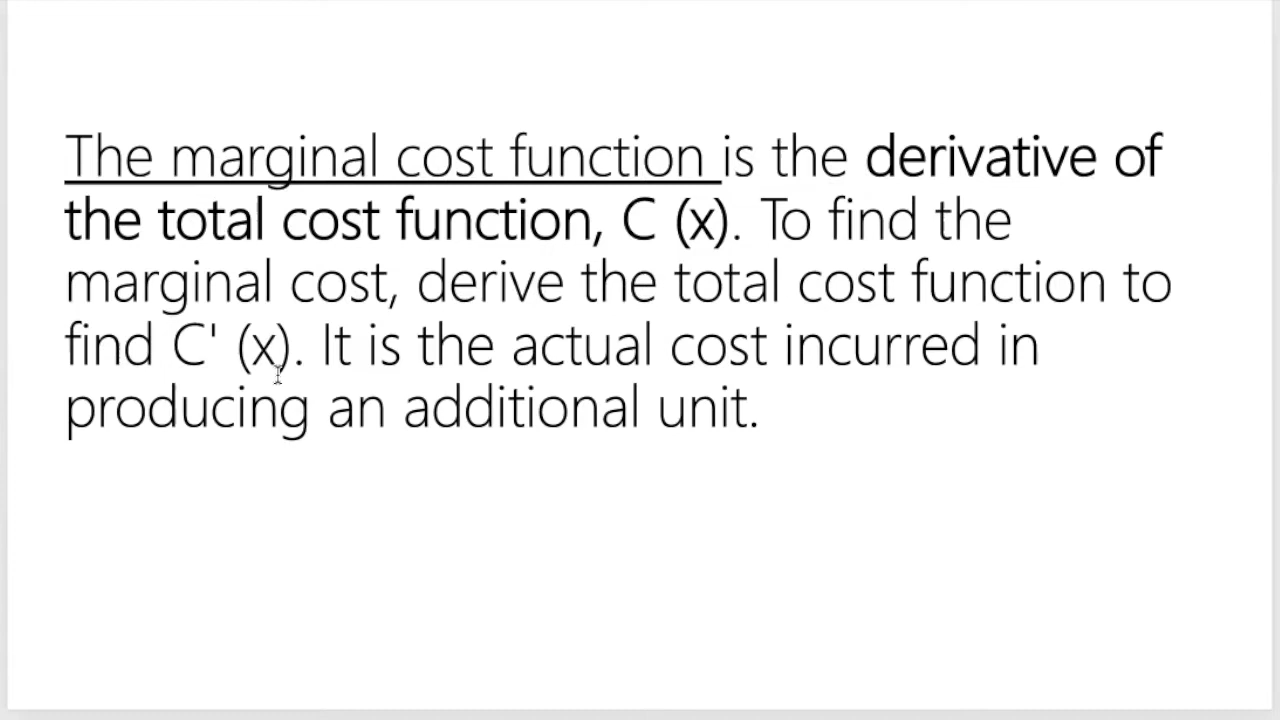 The marginal cost function is the derivative of
the total cost function, C (x). To find the
marginal cost, derive the total cost function to
find C' (x). It is the actual cost incurred in
producing an additional unit.